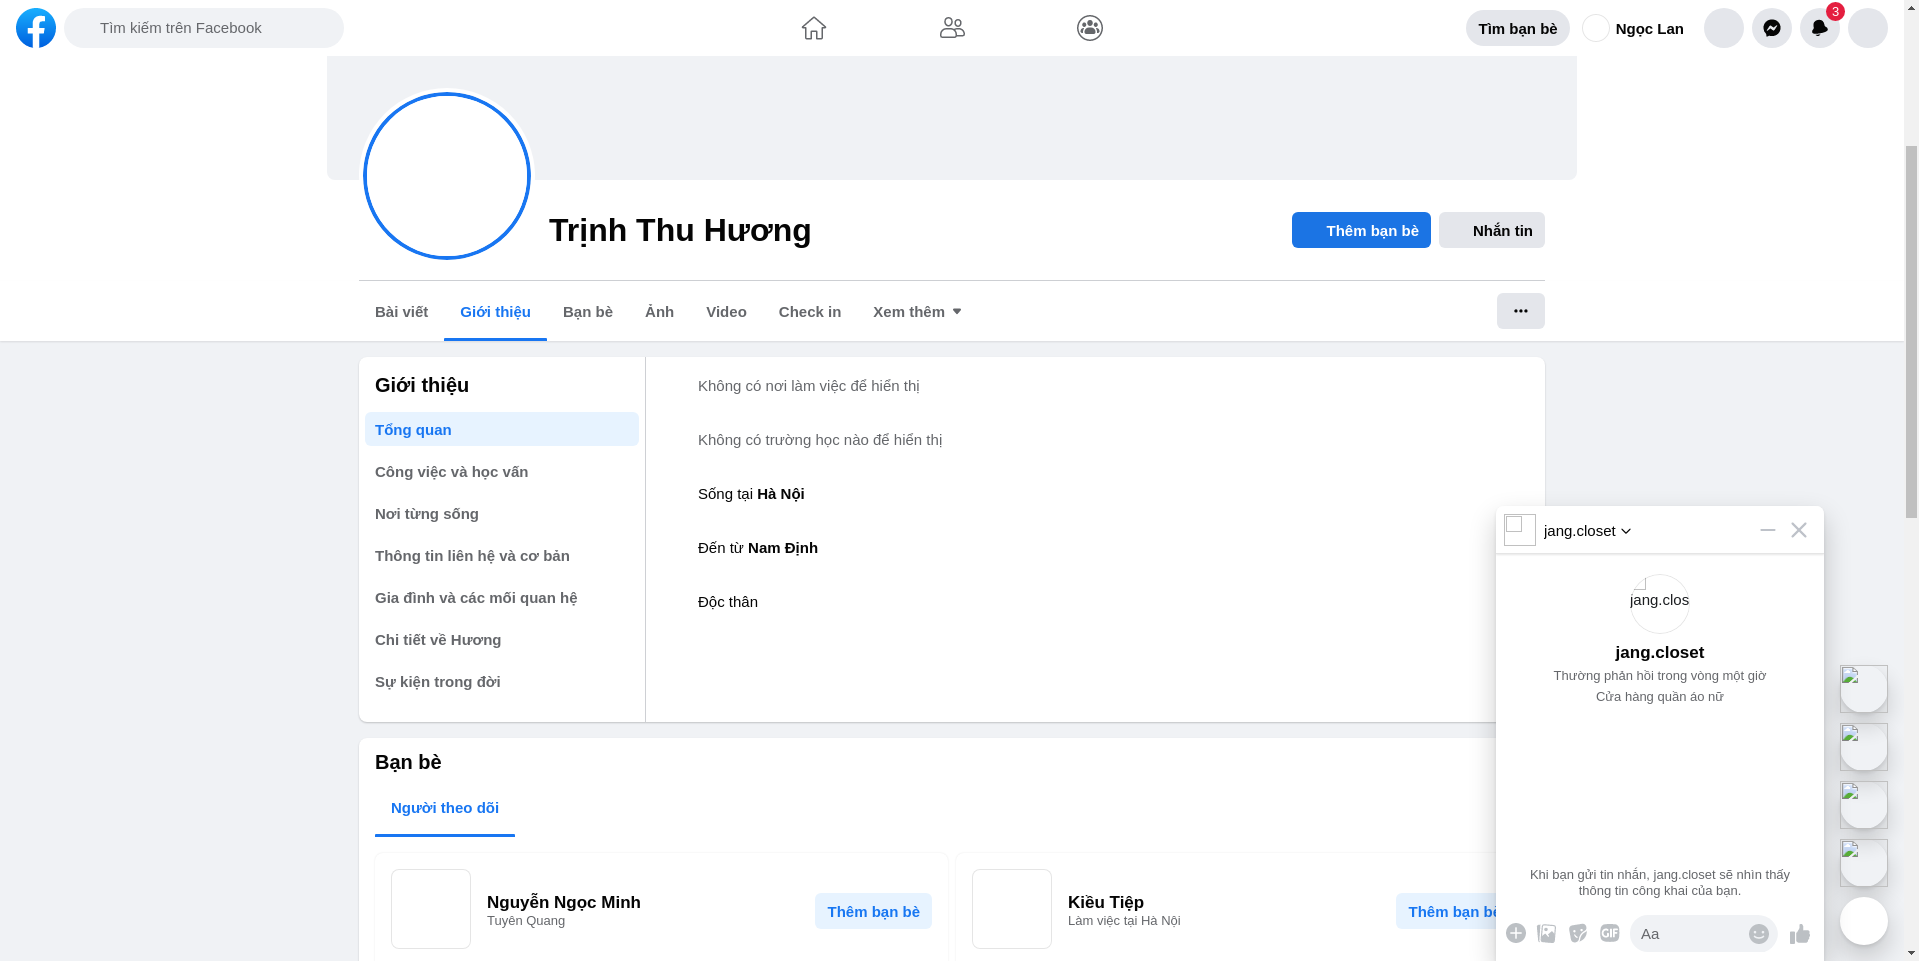 Tìm kiếm trên Facebook
Tìm bạn bè
Ngọc Lan
3
Trịnh Thu Hương
Thêm bạn bè
Nhắn tin
Bài viết
Giới thiệu
Bạn bè
Ảnh
Video
Check in
Xem thêm
Giới thiệu
Tổng quan
Công việc và học vấn
Nơi từng sống
Thông tin liên hệ và cơ bản
Gia đình và các mối quan hệ
Chi tiết về Hương
Sự kiện trong đời
Không có nơi làm việc để hiển thị
Không có trường học nào để hiển thị
Sống tại Hà Nội
Đến từ Nam Định
Độc thân
Bạn bè
Người theo dõi
Nguyễn Ngọc Minh
Tuyên Quang
Thêm bạn bè
Kiều Tiệp
Làm việc tại Hà Nội
Thêm bạn bè
jang.closet
jang.clos
jang.closet
Thường phản hồi trong vòng một giờ
Cửa hàng quần áo nữ
Khi bạn gửi tin nhắn, jang.closet sẽ nhìn thấy
thông tin công khai của bạn.
GIF
Aa